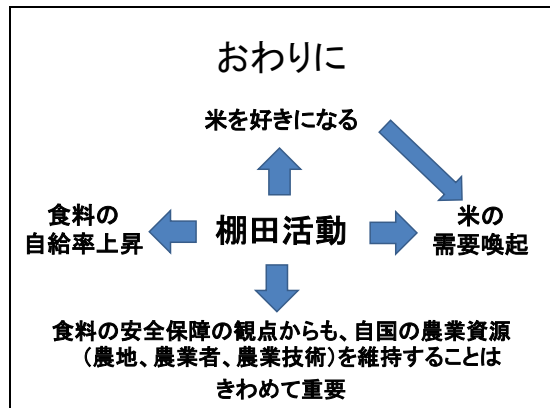 おわりに
米を好きになる
食料の
自給率上昇
棚田活動
米の
需要喚起
食料の安全保障の観点からも、自国の農業資源
（農地、農業者、農業技術）を維持することは
きわめて重要